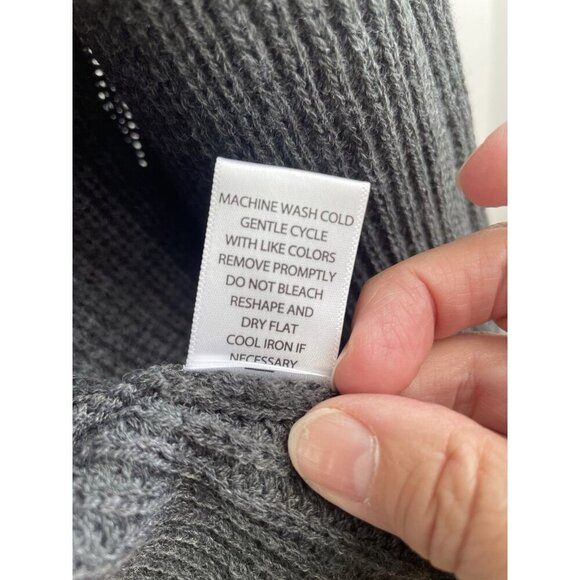 MACHINE WASH COLD
GENTLE CYCLE
WITH LIKE COLORS
REMOVE PROMPTLY
DO NOT BLEACH
RESHAPE AND
DRY FLAT
COOL IRON IF
NECESSARY